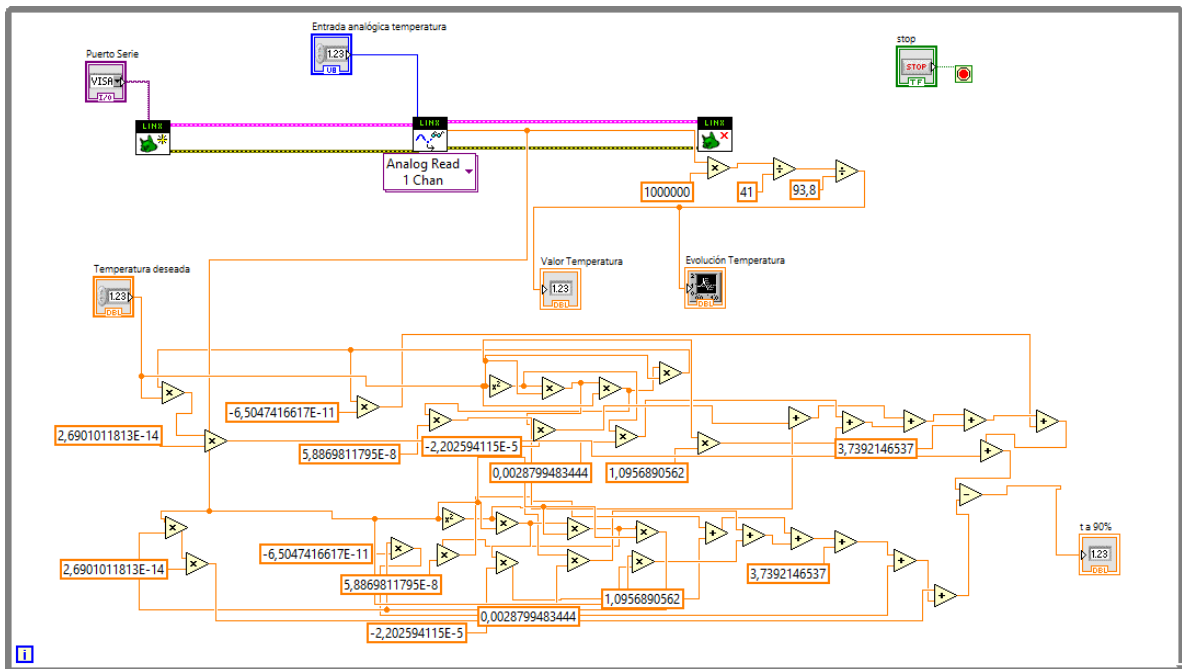 Entrada analógica temperatura
1.23
U8
stop
STOP
TF
Puerto Serie
VISA
I/O
LINX
LINX
LINX
Analog Read
1 Chan
1000000
41
93,8
Temperatura deseada
1.23
DBL
Valor Temperatura
1.23
DBL
Evolución Temperatura
DBL
x²
-6,5047416617E-11
2,6901011813E-14
5,8869811795E-8
-2,202594115E-5
0,0028799483444
1,0956890562
3,7392146537
x²
-6,5047416617E-11
2,6901011813E-14
5,8869811795E-8
-2,202594115E-5
0,0028799483444
1,0956890562
3,7392146537
t a 90%
1.23
DBL
i